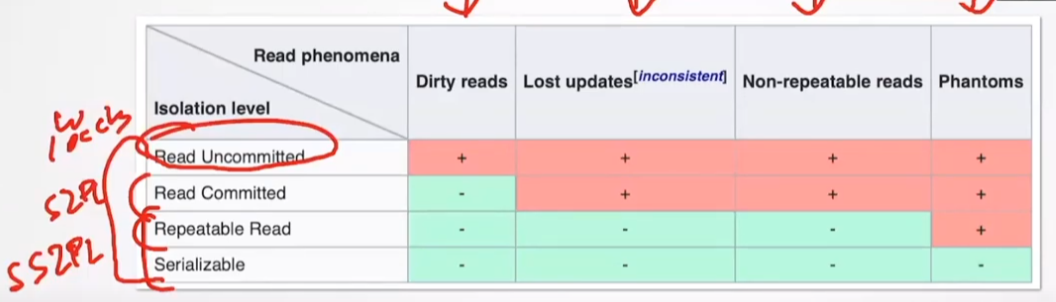 Read phenomena
Isolation level
Dirty reads
Lost updates[inconsistent]
Non-repeatable reads
Phantoms
W
locks
Read Uncommitted + + + +
S2PL
Read Committed - + + +
Repeatable Read - - - +
SS2PL
Serializable - - - -